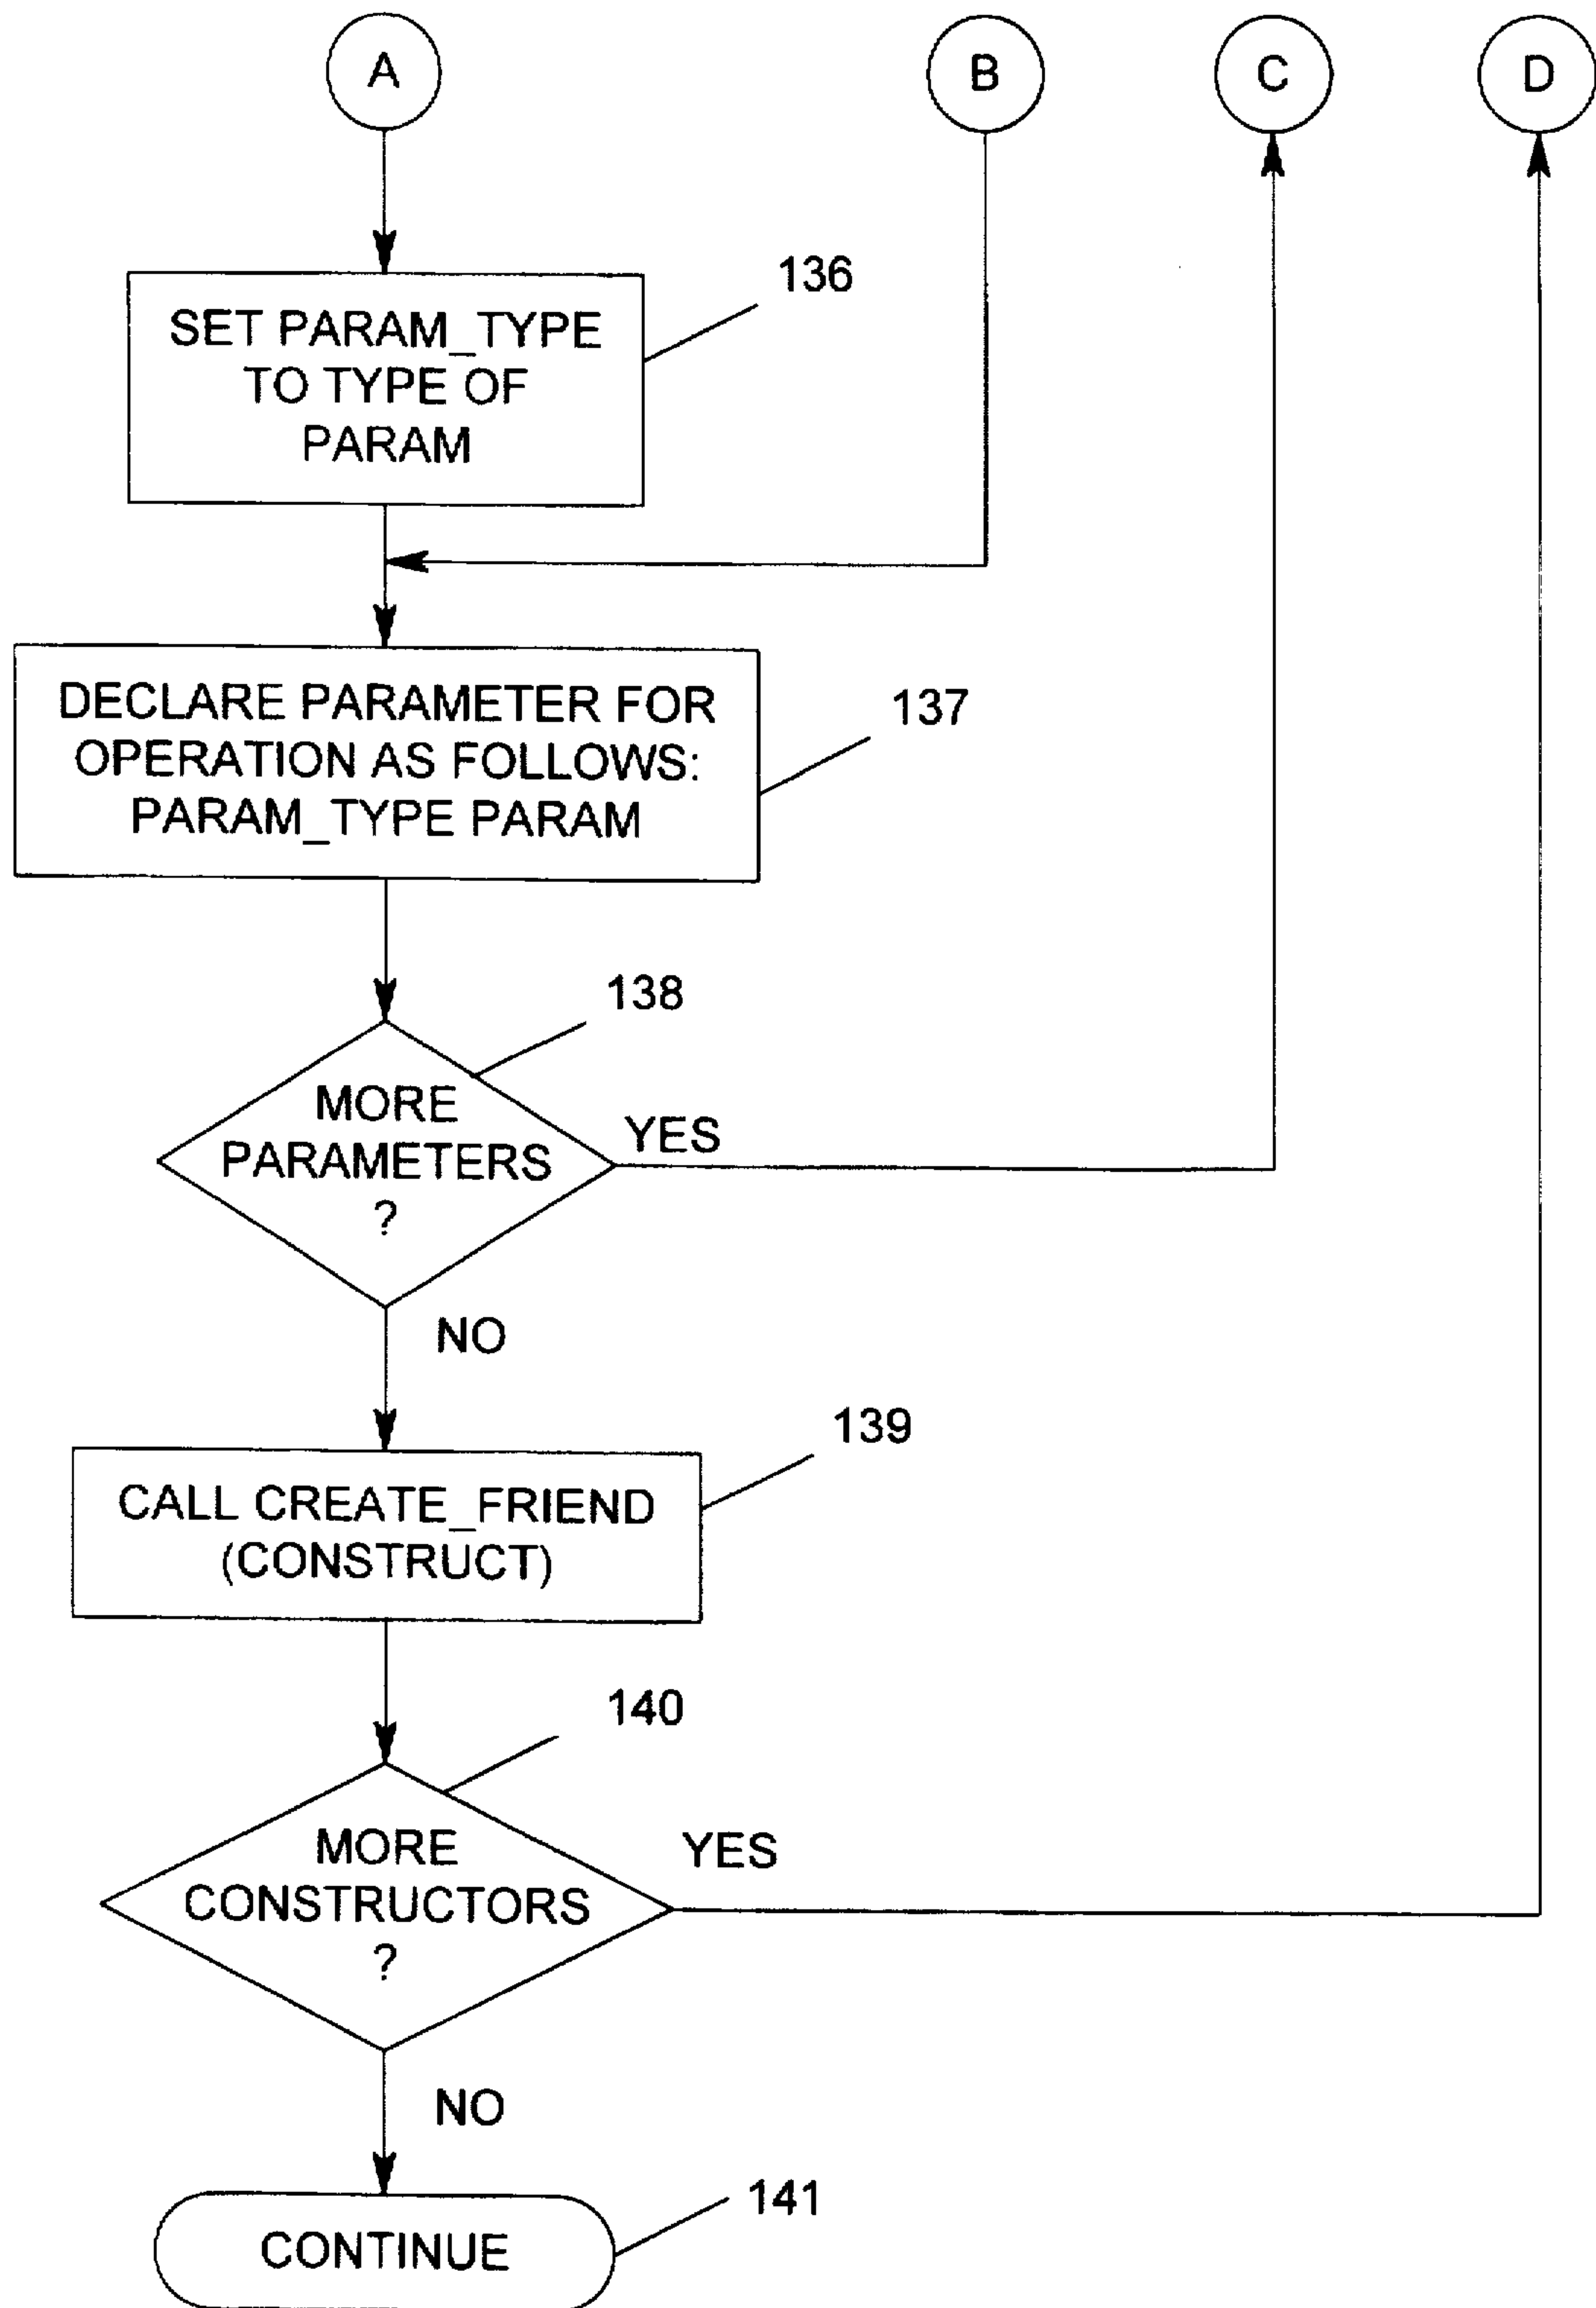 A
B
C
D
136
SET PARAM_TYPE
TO TYPE OF
PARAM
DECLARE PARAMETER FOR
OPERATION AS FOLLOWS:
PARAM_TYPE PARAM
137
138
MORE
PARAMETERS
?
YES
NO
139
CALL CREATE_FRIEND
(CONSTRUCT)
140
MORE
CONSTRUCTORS
?
YES
NO
141
CONTINUE